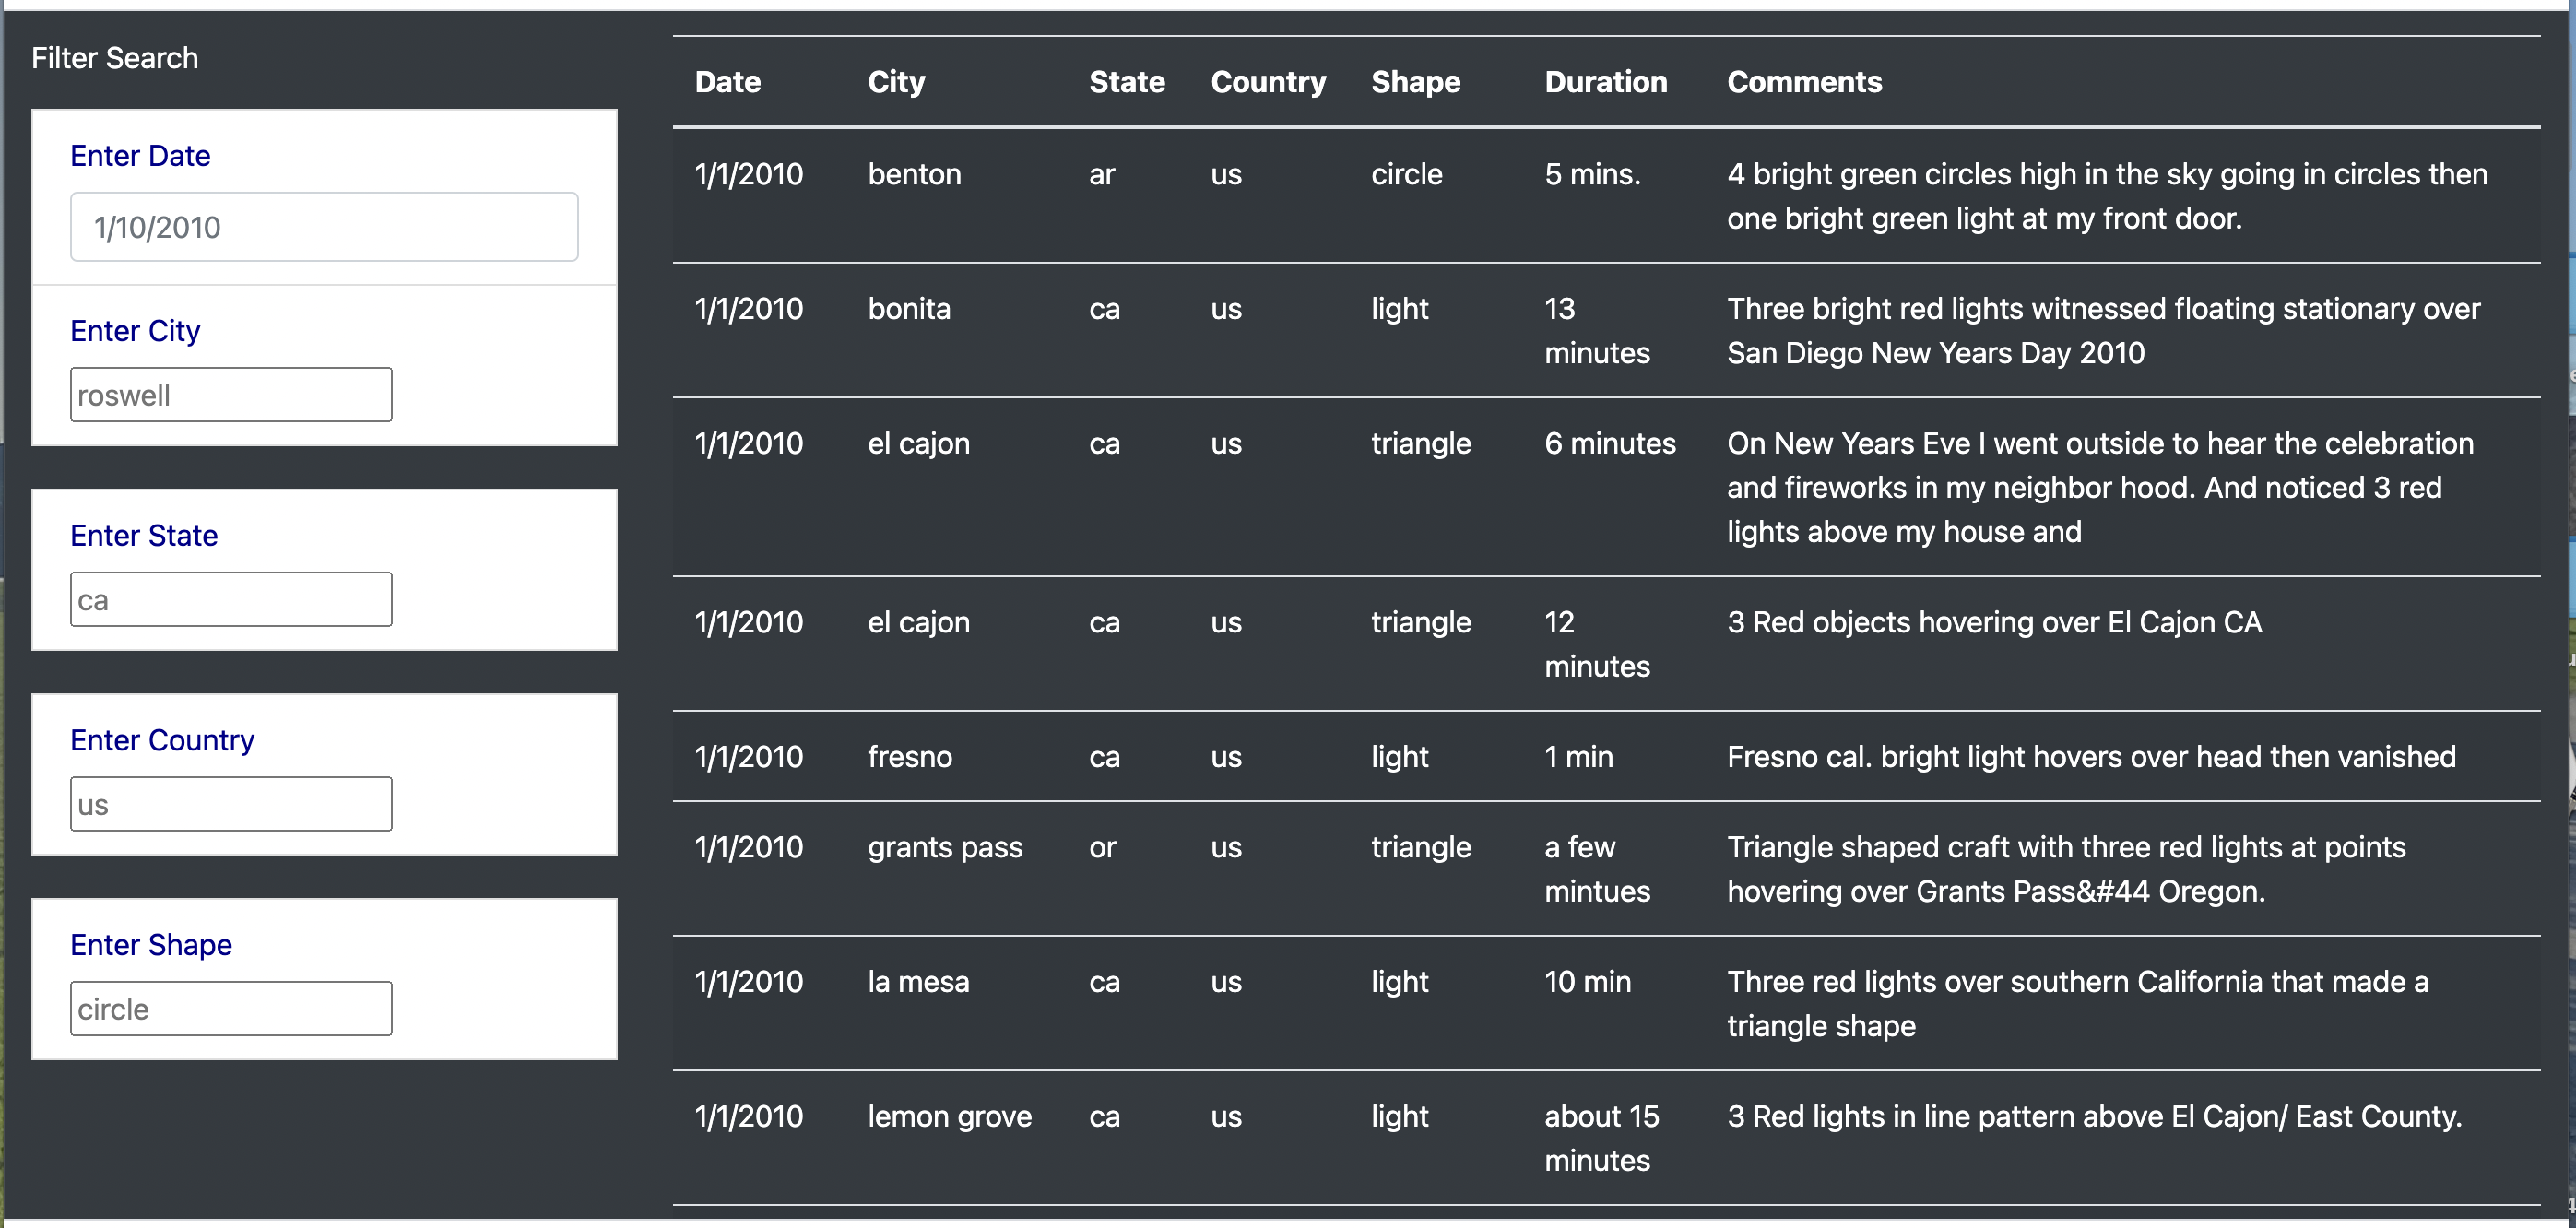 Filter Search
Enter Date
1/10/2010
Enter City
roswell
Enter State
ca
Enter Country
us
Enter Shape
circle
Date City State Country Shape Duration Comments
1/1/2010 benton ar us circle 5 mins. 4 bright green circles high in the sky going in circles then
one bright green light at my front door.
1/1/2010 bonita ca us light 13 Three bright red lights witnessed floating stationary over
minutes San Diego New Years Day 2010
1/1/2010 el cajon ca us triangle 6 minutes On New Years Eve I went outside to hear the celebration
and fireworks in my neighbor hood. And noticed 3 red
lights above my house and
1/1/2010 el cajon ca us triangle 12 3 Red objects hovering over El Cajon CA
minutes
1/1/2010 fresno ca us light 1 min Fresno cal. bright light hovers over head then vanished
1/1/2010 grants pass or us triangle a few Triangle shaped craft with three red lights at points
mintues hovering over Grants Pass&#44 Oregon.
1/1/2010 la mesa ca us light 10 min Three red lights over southern California that made a
triangle shape
1/1/2010 lemon grove ca us light about 15 3 Red lights in line pattern above El Cajon/ East County.
minutes